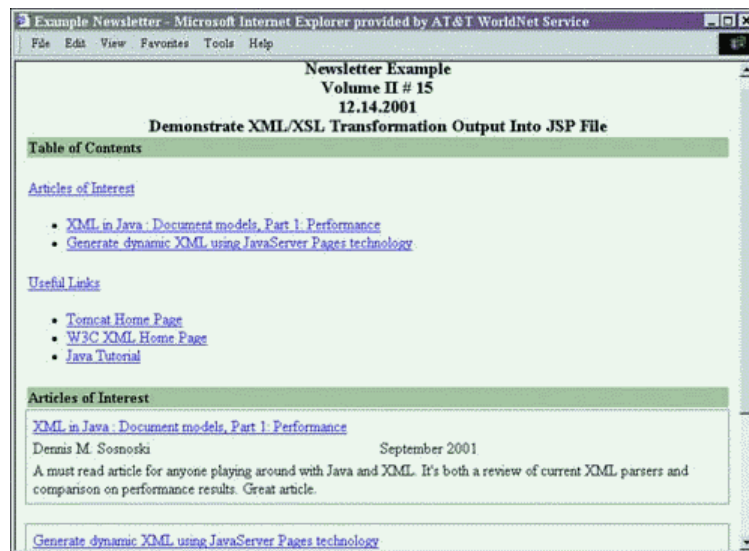 Example Newsletter - Microsoft Internet Explorer provided by AT&T WorldNet Service
File Edit View Favorites Tools Help
Newsletter Example
Volume II # 15
12.14.2001
Demonstrate XML/XSL Transformation Output Into JSP File
Table of Contents
Articles of Interest
• XML in Java : Document models, Part 1: Performance
• Generate dynamic XML using JavaServer Pages technology
Useful Links
• Tomcat Home Page
• W3C XML Home Page
• Java Tutorial
Articles of Interest
XML in Java : Document models, Part 1: Performance
Dennis M. Sosnoski September 2001
A must read article for anyone playing around with Java and XML. It's both a review of current XML parsers and
comparison on performance results. Great article.
Generate dynamic XML using JavaServer Pages technology